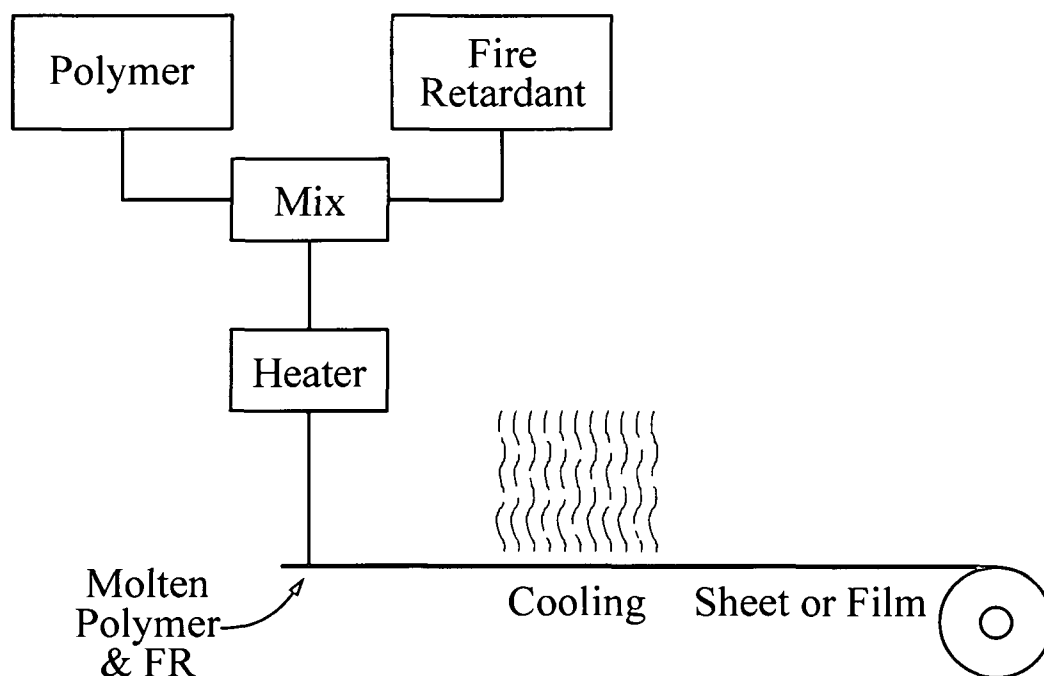 Polymer
Fire
Retardant
Mix
Heater
Molten
Polymer
& FR
Cooling
Sheet or Film